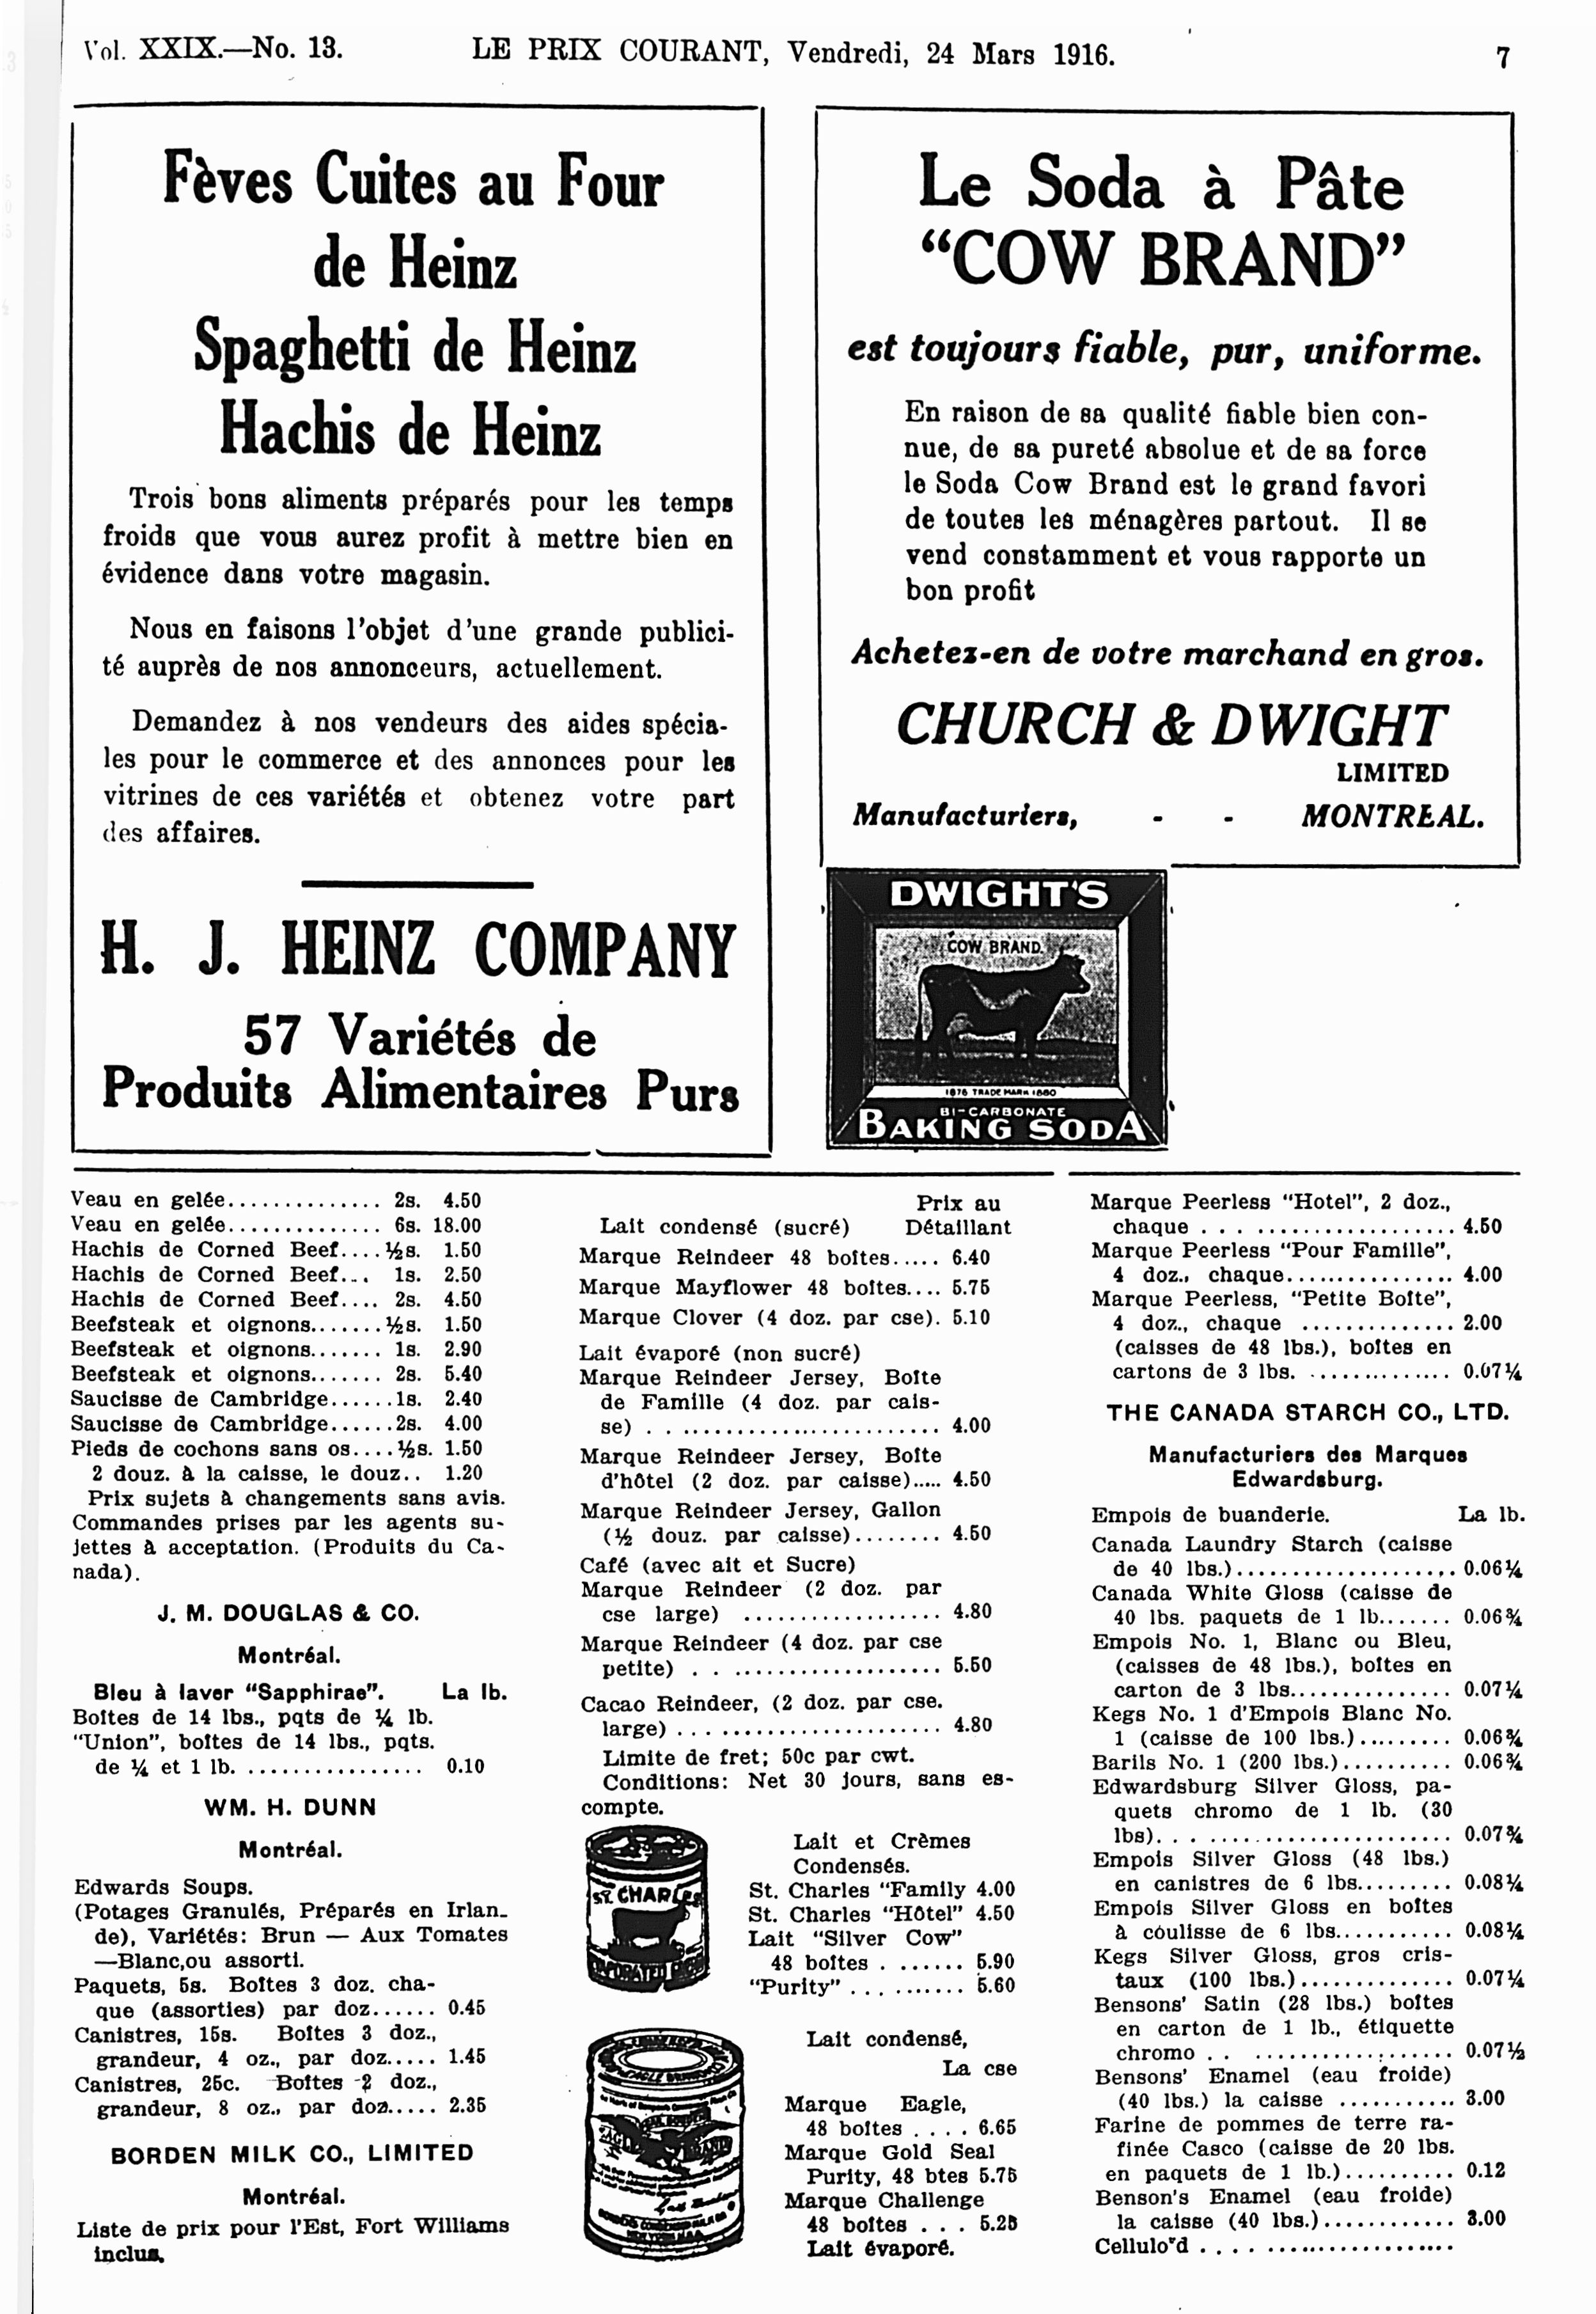 Vol. XXIX.—No. 13.
LE PRIX COURANT, Vendredi, 24 Mars 1916.
7
Fèves Cuites au Four
de Heinz
Spaghetti de Heinz
Hachis de Heinz
Trois bons aliments préparés pour les temps
froids que vous aurez profit à mettre bien en
évidence dans votre magasin.
Nous en faisons l'objet d'une grande publici-
té auprès de nos annonceurs, actuellement.
Demandez à nos vendeurs des aides spécia-
les pour le commerce et des annonces pour les
vitrines de ces variétés et obtenez votre part
des affaires.
H. J. HEINZ COMPANY
57 Variétés de
Produits Alimentaires Purs
Le Soda à Pâte
"COW BRAND"
est toujours fiable, pur, uniforme.
En raison de sa qualité fiable bien con-
nue, de sa pureté absolue et de sa force
le Soda Cow Brand est le grand favori
de toutes les ménagères partout. Il se
vend constamment et vous rapporte un
bon profit
Achetez-en de votre marchand en gros.
CHURCH & DWIGHT
LIMITED
Manufacturiers, - - MONTREAL.
DWIGHT'S
COW BRAND.
1876 TRADE MARK 1880
BI-CARBONATE
BAKING SODA
Veau en gelée.............. 2s. 4.50
Veau en gelée.............. 6s. 18.00
Hachis de Corned Beef....½s. 1.50
Hachis de Corned Beef... 1s. 2.50
Hachis de Corned Beef.... 2s. 4.50
Beefsteak et oignons.......½s. 1.50
Beefsteak et oignons....... 1s. 2.90
Beefsteak et oignons....... 2s. 5.40
Saucisse de Cambridge......1s. 2.40
Saucisse de Cambridge......2s. 4.00
Pieds de cochons sans os....½s. 1.50
2 douz. à la caisse, le douz.. 1.20
Prix sujets à changements sans avis.
Commandes prises par les agents su-
jettes à acceptation. (Produits du Ca-
nada).
J. M. DOUGLAS & CO.
Montréal.
Bleu à laver "Sapphirae". La lb.
Boîtes de 14 lbs., pqts de ¼ lb.
"Union", boîtes de 14 lbs., pqts.
de ¼ et 1 lb. ................ 0.10
WM. H. DUNN
Montréal.
Edwards Soups.
(Potages Granulés, Préparés en Irlan-
de), Variétés: Brun — Aux Tomates
—Blanc,ou assorti.
Paquets, 5s. Boîtes 3 doz. cha-
que (assorties) par doz...... 0.45
Canistres, 15s. Boîtes 3 doz.,
grandeur, 4 oz., par doz..... 1.45
Canistres, 25c. Boîtes 2 doz.,
grandeur, 8 oz., par doz..... 2.35
BORDEN MILK CO., LIMITED
Montréal.
Liste de prix pour l'Est, Fort Williams
inclus.
Prix au
Lait condensé (sucré) Détaillant
Marque Reindeer 48 boîtes..... 6.40
Marque Mayflower 48 boîtes.... 5.75
Marque Clover (4 doz. par cse). 5.10
Lait évaporé (non sucré)
Marque Reindeer Jersey, Boîte
de Famille (4 doz. par cais-
se) . . ........................ 4.00
Marque Reindeer Jersey, Boîte
d'hôtel (2 doz. par caisse)..... 4.50
Marque Reindeer Jersey, Gallon
(½ douz. par caisse)........ 4.50
Café (avec ait et Sucre)
Marque Reindeer (2 doz. par
cse large) .................. 4.80
Marque Reindeer (4 doz. par cse
petite) . . ................... 5.50
Cacao Reindeer, (2 doz. par cse.
large) . . . .................... 4.80
Limite de fret; 50c par cwt.
Conditions: Net 30 jours, sans es-
compte.
ST. CHARLES
EVAPORATED
Lait et Crèmes
Condensés.
St. Charles "Family 4.00
St. Charles "Hôtel" 4.50
Lait "Silver Cow"
48 boîtes . ...... 5.90
"Purity" . . . ....... 5.60
EAGLE BRAND
Lait condensé,
La cse
Marque Eagle,
48 boîtes . . . . 6.65
Marque Gold Seal
Purity, 48 btes 5.75
Marque Challenge
48 boîtes . . . 5.25
Lait évaporé.
Marque Peerless "Hotel", 2 doz.,
chaque . . . ................... 4.50
Marque Peerless "Pour Famille",
4 doz., chaque................ 4.00
Marque Peerless, "Petite Boîte",
4 doz., chaque .............. 2.00
(caisses de 48 lbs.), boîtes en
cartons de 3 lbs. .............. 0.07¼
THE CANADA STARCH CO., LTD.
Manufacturiers des Marques
Edwardsburg.
Empois de buanderie. La lb.
Canada Laundry Starch (caisse
de 40 lbs.).................... 0.06¼
Canada White Gloss (caisse de
40 lbs. paquets de 1 lb....... 0.06¾
Empois No. 1, Blanc ou Bleu,
(caisses de 48 lbs.), boîtes en
carton de 3 lbs............... 0.07¼
Kegs No. 1 d'Empois Blanc No.
1 (caisse de 100 lbs.)......... 0.06¾
Barils No. 1 (200 lbs.).......... 0.06¾
Edwardsburg Silver Gloss, pa-
quets chromo de 1 lb. (30
lbs). . . ........................ 0.07¾
Empois Silver Gloss (48 lbs.)
en canistres de 6 lbs......... 0.08¼
Empois Silver Gloss en boîtes
à coulisse de 6 lbs........... 0.08¼
Kegs Silver Gloss, gros cris-
taux (100 lbs.).............. 0.07¼
Bensons' Satin (28 lbs.) boîtes
en carton de 1 lb., étiquette
chromo . . .................... 0.07½
Bensons' Enamel (eau froide)
(40 lbs.) la caisse ........... 3.00
Farine de pommes de terre ra-
finée Casco (caisse de 20 lbs.
en paquets de 1 lb.).......... 0.12
Benson's Enamel (eau froide)
la caisse (40 lbs.)............ 3.00
Celluloïd . . . . ..................